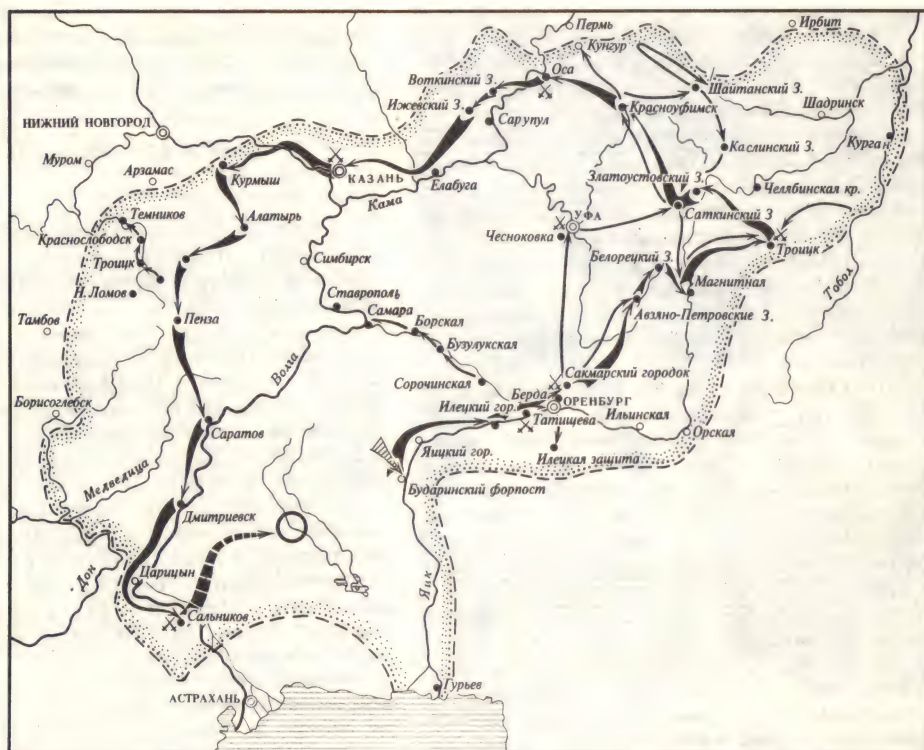 Пермь
Ирбит
Кунгур
Оса
Воткинский З.
Шайтанский З.
Ижевский З.
Красноуфимск
Шадринск
Сарупул
НИЖНИЙ НОВГОРОД
Каслинский З.
Курган
Муром
Арзамас
Курмыш
КАЗАНЬ
Елабуга
Златоустовский З.
Челябинская кр.
Кама
Саткинский З
Темников
Алатырь
УФА
Краснослободск
Чесноковка
Троицк
Троицк
Симбирск
Белорецкий З.
Магнитная
Н. Ломов
Ставрополь
Тобол
Тамбов
Пенза
Самара
Борская
Авзяно-Петровские З.
Бузулукская
Волга
Сорочинская
Сакмарский городок
Берда
ОРЕНБУРГ
Борисоглебск
Илецкий гор.
Ильинская
Саратов
Татищева
Орская
Яицкий гор.
Илецкая защита
Медведица
Бударинский форпост
Дмитриевск
Дон
Царицын
Яик
Сальников
Гурьев
АСТРАХАНЬ